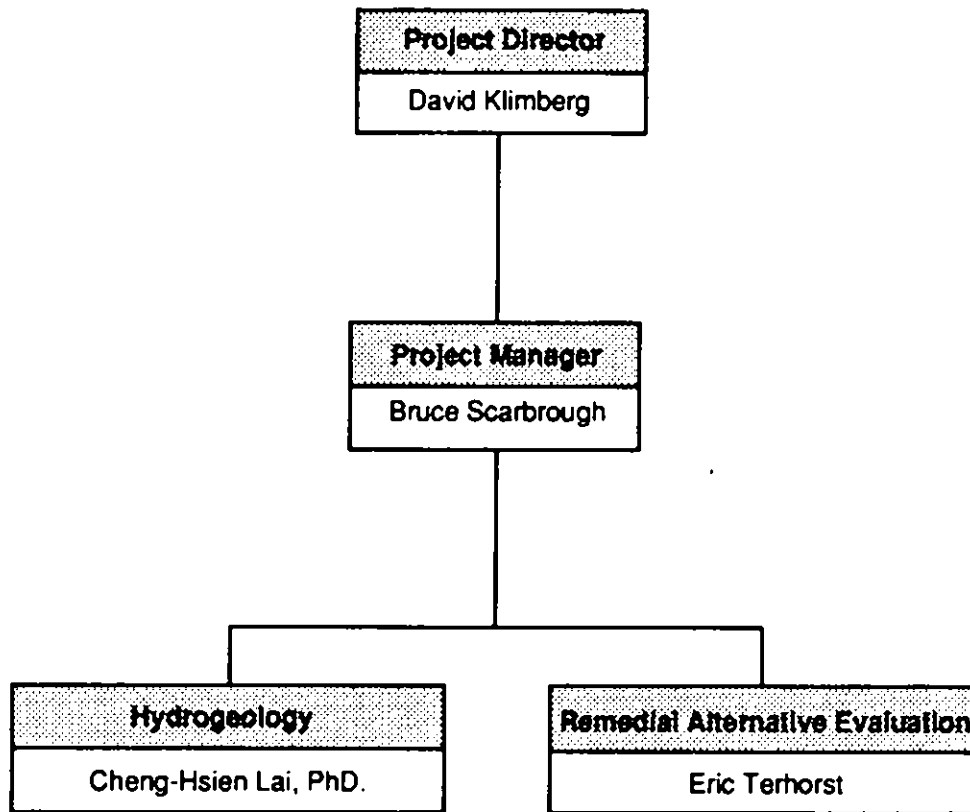 Project Director
David Klimberg
Project Manager
Bruce Scarbrough
Hydrogeology
Cheng-Hsien Lai, PhD.
Remedial Alternative Evaluation
Eric Terhorst